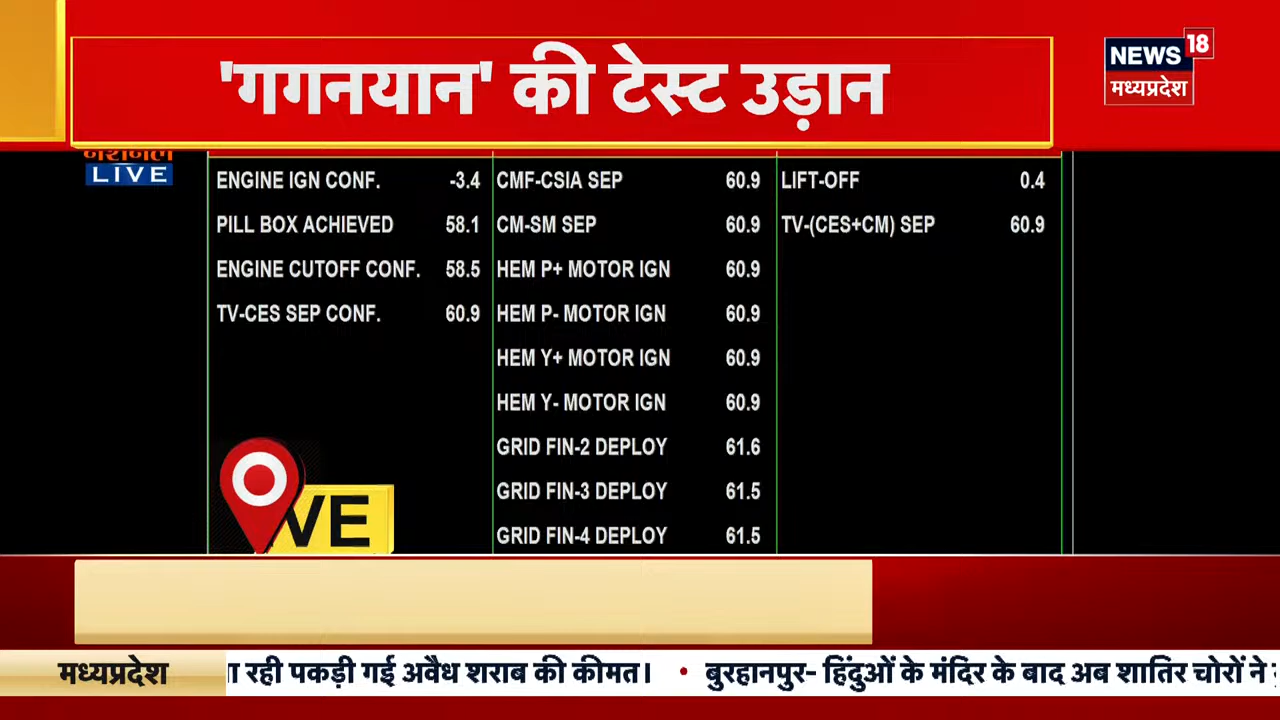 'गगनयान' की टेस्ट उड़ान
NEWS 18
मध्यप्रदेश
नेशनल
LIVE
ENGINE IGN CONF. -3.4
PILL BOX ACHIEVED 58.1
ENGINE CUTOFF CONF. 58.5
TV-CES SEP CONF. 60.9
CMF-CSIA SEP 60.9
CM-SM SEP 60.9
HEM P+ MOTOR IGN 60.9
HEM P- MOTOR IGN 60.9
HEM Y+ MOTOR IGN 60.9
HEM Y- MOTOR IGN 60.9
GRID FIN-2 DEPLOY 61.6
GRID FIN-3 DEPLOY 61.5
GRID FIN-4 DEPLOY 61.5
LIFT-OFF 0.4
TV-(CES+CM) SEP 60.9
VE
मध्यप्रदेश
रही पकड़ी गई अवैध शराब की कीमत। • बुरहानपुर- हिंदुओं के मंदिर के बाद अब शातिर चोरों ने